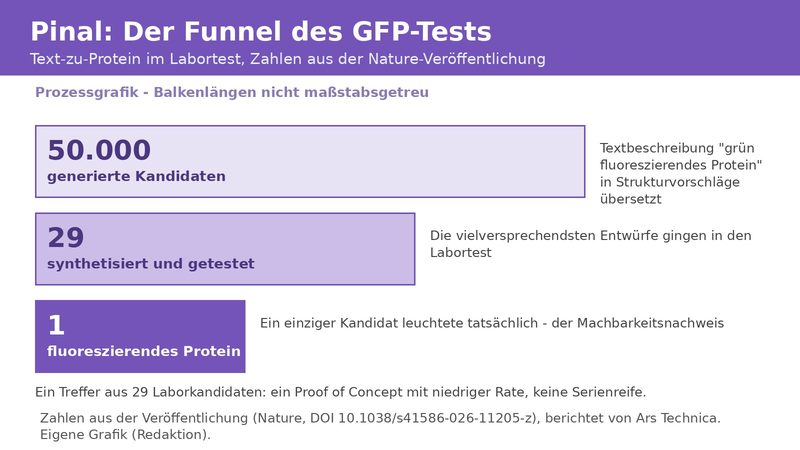 Pinal: Der Funnel des GFP-Tests
Text-zu-Protein im Labortest, Zahlen aus der Nature-Veröffentlichung
Prozessgrafik - Balkenlängen nicht maßstabsgetreu
50.000
generierte Kandidaten
Textbeschreibung "grün
fluoreszierendes Protein"
in Strukturvorschläge
übersetzt
29
synthetisiert und getestet
Die vielversprechendsten Entwürfe gingen in den
Labortest
1
fluoreszierendes Protein
Ein einziger Kandidat leuchtete tatsächlich - der Machbarkeitsnachweis
Ein Treffer aus 29 Laborkandidaten: ein Proof of Concept mit niedriger Rate, keine Serienreife.
Zahlen aus der Veröffentlichung (Nature, DOI 10.1038/s41586-026-11205-z), berichtet von Ars Technica.
Eigene Grafik (Redaktion).